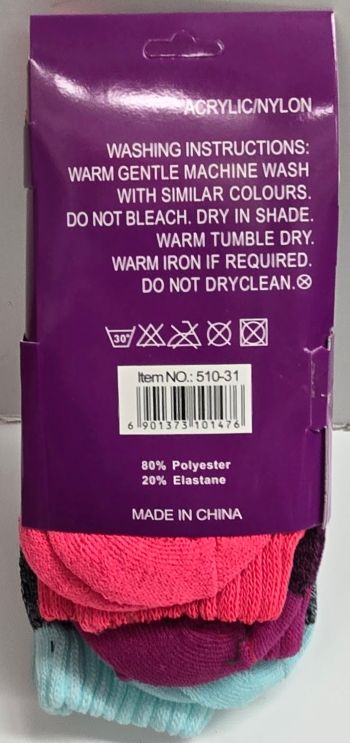 ACRYLIC/NYLON
WASHING INSTRUCTIONS:
WARM GENTLE MACHINE WASH
WITH SIMILAR COLOURS.
DO NOT BLEACH. DRY IN SHADE.
WARM TUMBLE DRY.
WARM IRON IF REQUIRED.
DO NOT DRYCLEAN.
30°
Item NO.: 510-31
6 901373 101476
80% Polyester
20% Elastane
MADE IN CHINA